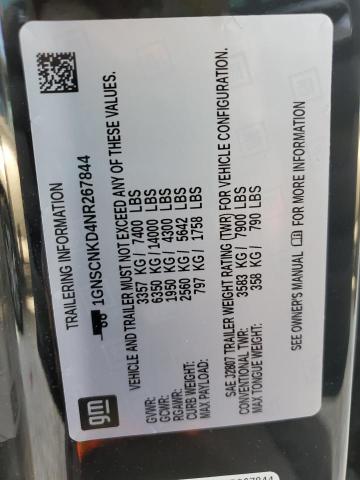 TRAILERING INFORMATION
1GNSCNKD4NR267844
gm
VEHICLE AND TRAILER MUST NOT EXCEED ANY OF THESE VALUES.
GVWR: 3357 KG / 7400 LBS
GCWR: 6350 KG / 14000 LBS
RGAWR: 1950 KG / 4300 LBS
CURB WEIGHT: 2560 KG / 5642 LBS
MAX PAYLOAD: 797 KG / 1758 LBS
SAE J2807 TRAILER WEIGHT RATING (TWR) FOR VEHICLE CONFIGURATION.
CONVENTIONAL TWR: 3583 KG / 7900 LBS
MAX TONGUE WEIGHT: 358 KG / 790 LBS
SEE OWNER'S MANUAL FOR MORE INFORMATION